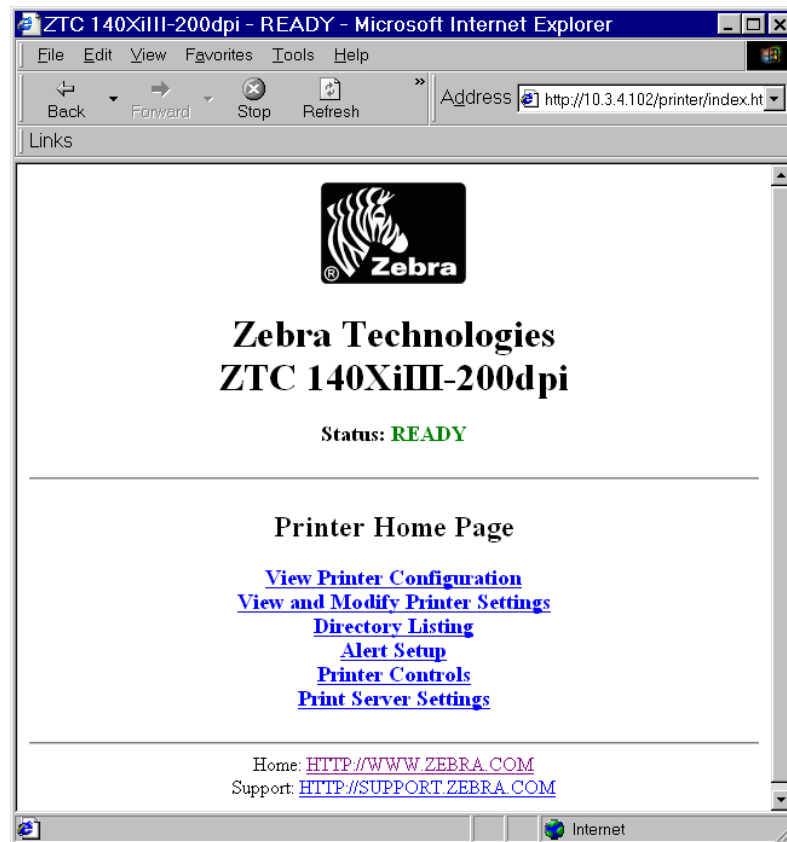 ZTC 140XiIII-200dpi - READY - Microsoft Internet Explorer
File Edit View Favorites Tools Help
Back Forward Stop Refresh » Address http://10.3.4.102/printer/index.ht
Links
® Zebra
Zebra Technologies
ZTC 140XiIII-200dpi
Status: READY
Printer Home Page
View Printer Configuration
View and Modify Printer Settings
Directory Listing
Alert Setup
Printer Controls
Print Server Settings
Home: HTTP://WWW.ZEBRA.COM
Support: HTTP://SUPPORT.ZEBRA.COM
Internet